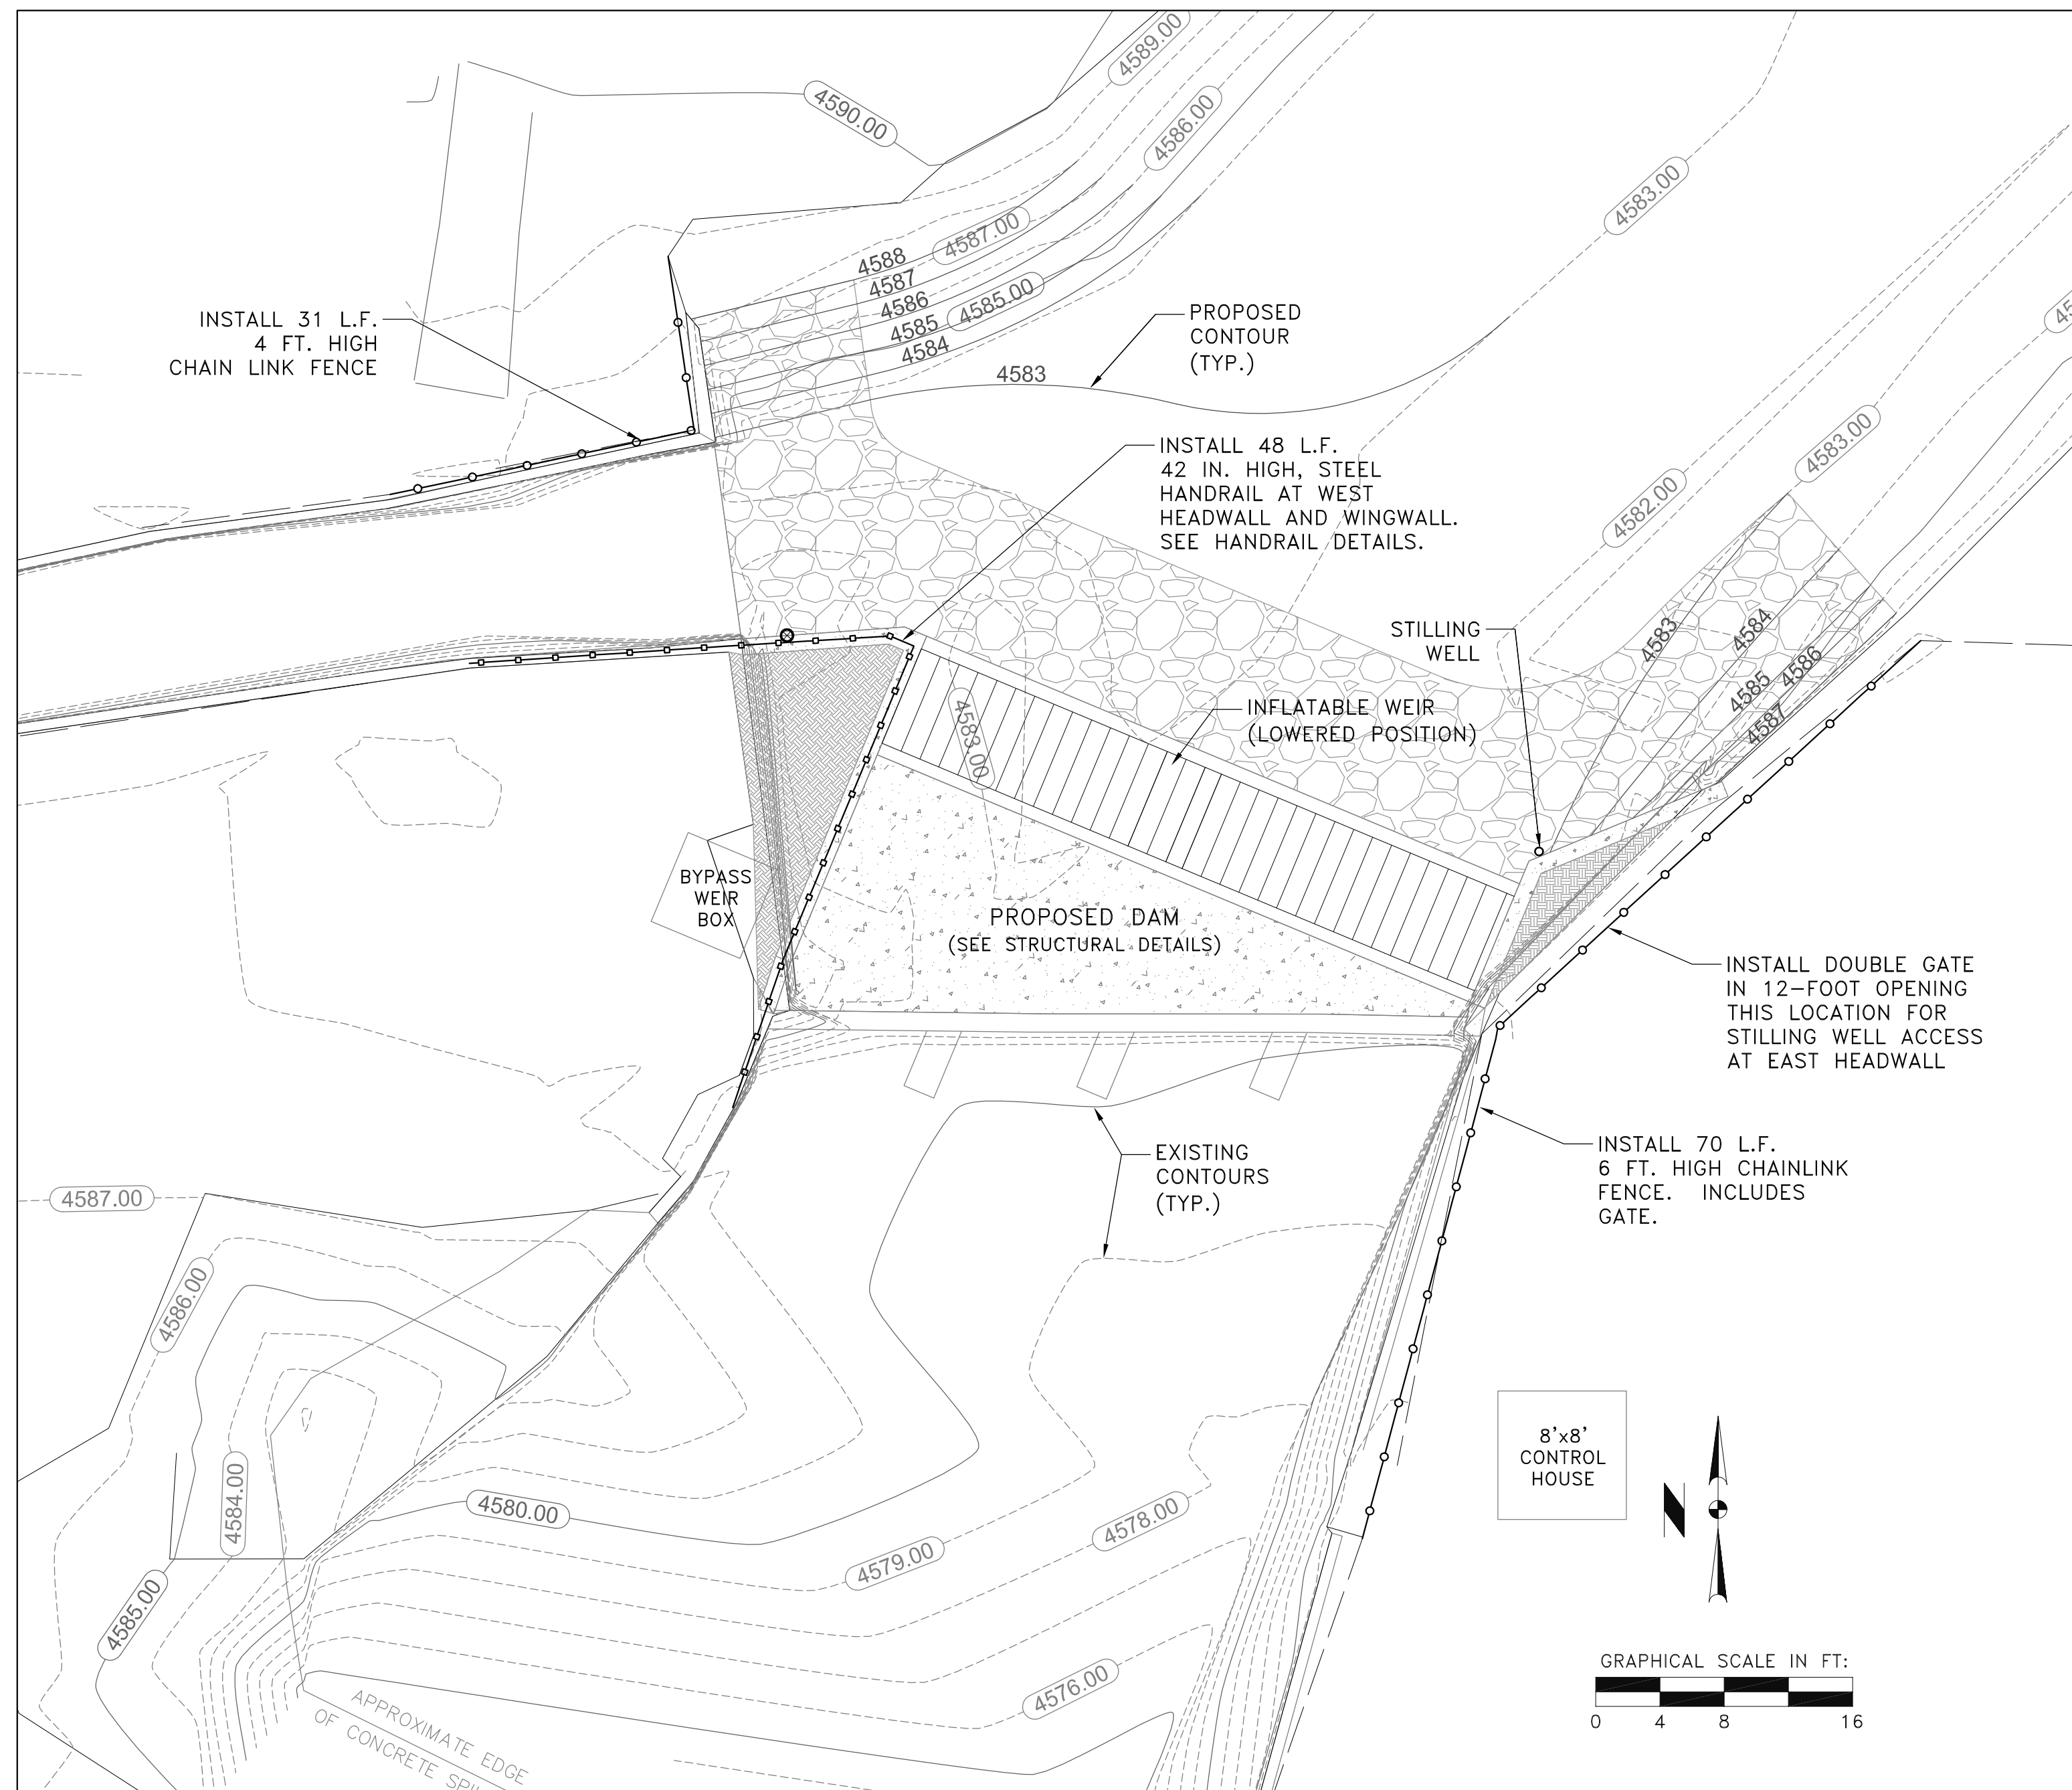 4589.00
4590.00
4586.00
4583.00
4587.00
4588
4587
4586
4585.00
4585
4584
4583
INSTALL 31 L.F.
4 FT. HIGH
CHAIN LINK FENCE
PROPOSED
CONTOUR
(TYP.)
INSTALL 48 L.F.
42 IN. HIGH, STEEL
HANDRAIL AT WEST
HEADWALL AND WINGWALL.
SEE HANDRAIL DETAILS.
4583.00
4582.00
4583
4584
4585
4586
4587
STILLING
WELL
4583.00
INFLATABLE WEIR
(LOWERED POSITION)
BYPASS
WEIR
BOX
PROPOSED DAM
(SEE STRUCTURAL DETAILS)
INSTALL DOUBLE GATE
IN 12-FOOT OPENING
THIS LOCATION FOR
STILLING WELL ACCESS
AT EAST HEADWALL
EXISTING
CONTOURS
(TYP.)
INSTALL 70 L.F.
6 FT. HIGH CHAINLINK
FENCE. INCLUDES
GATE.
4587.00
4586.00
4584.00
4585.00
4580.00
4579.00
4578.00
4576.00
8'x8'
CONTROL
HOUSE
N
APPROXIMATE EDGE
OF CONCRETE
GRAPHICAL SCALE IN FT:
0 4 8 16